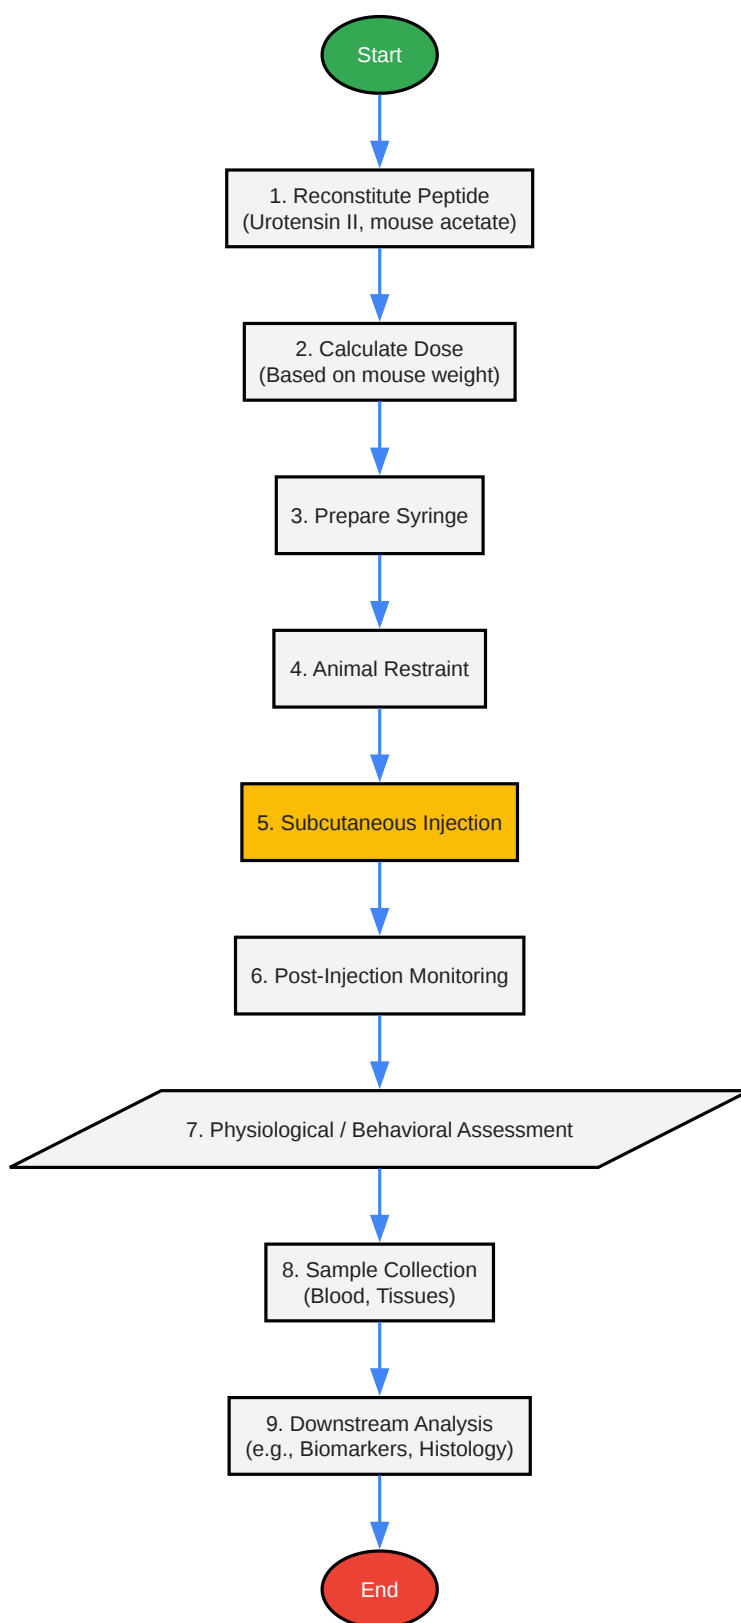 Start
1. Reconstitute Peptide
(Urotensin II, mouse acetate)
2. Calculate Dose
(Based on mouse weight)
3. Prepare Syringe
4. Animal Restraint
5. Subcutaneous Injection
6. Post-Injection Monitoring
7. Physiological / Behavioral Assessment
8. Sample Collection
(Blood, Tissues)
9. Downstream Analysis
(e.g., Biomarkers, Histology)
End